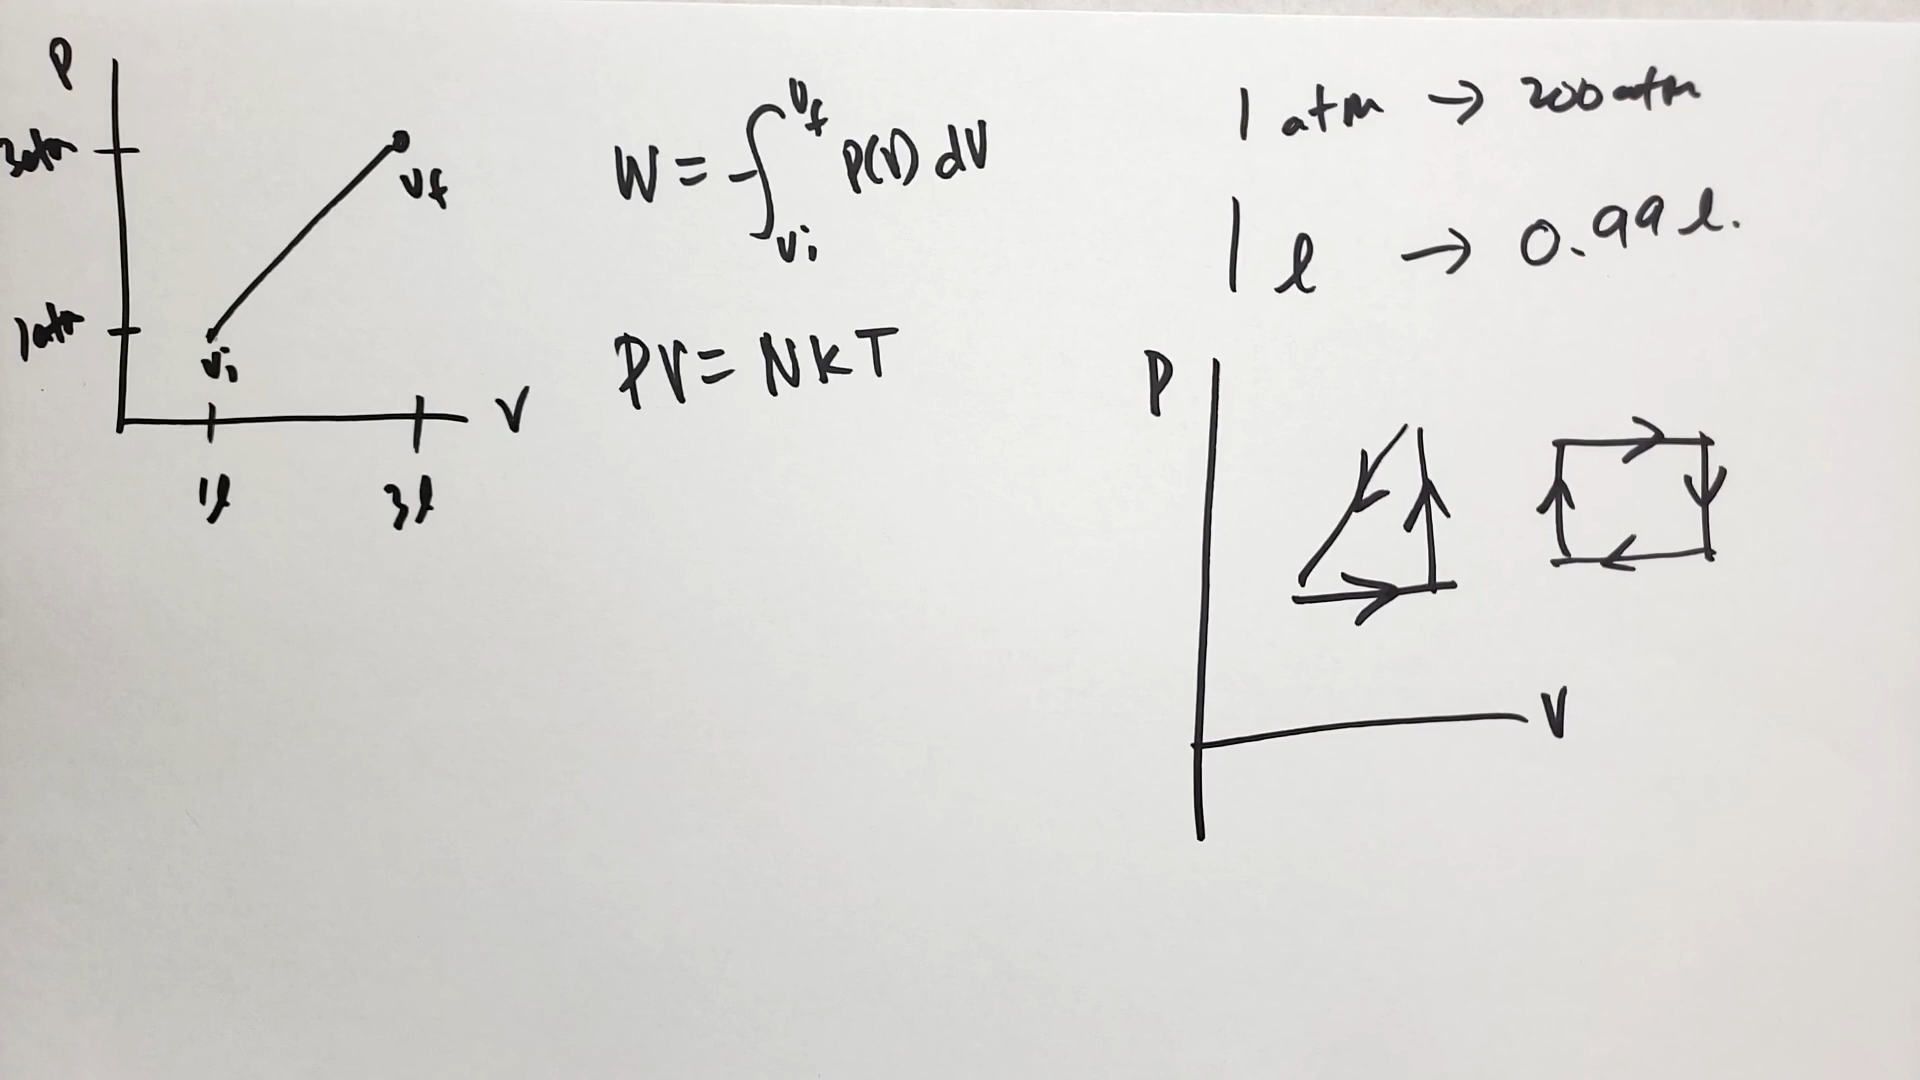 P
3atm
1atm
Vf
Vi
V
1l
3l
W = -∫ Vf Vi P(V) dV
PV = NKT
1 atm → 200 atm
1 l → 0.99 l.
P
V